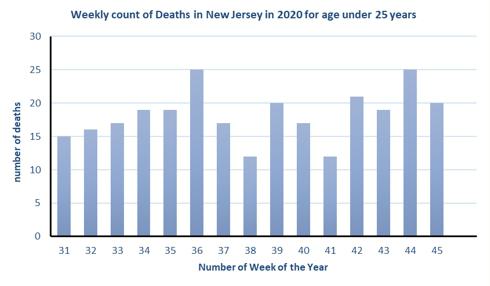 Weekly count of Deaths in New Jersey in 2020 for age under 25 years
30
25
20
15
10
5
0
number of deaths
31 32 33 34 35 36 37 38 39 40 41 42 43 44 45
Number of Week of the Year